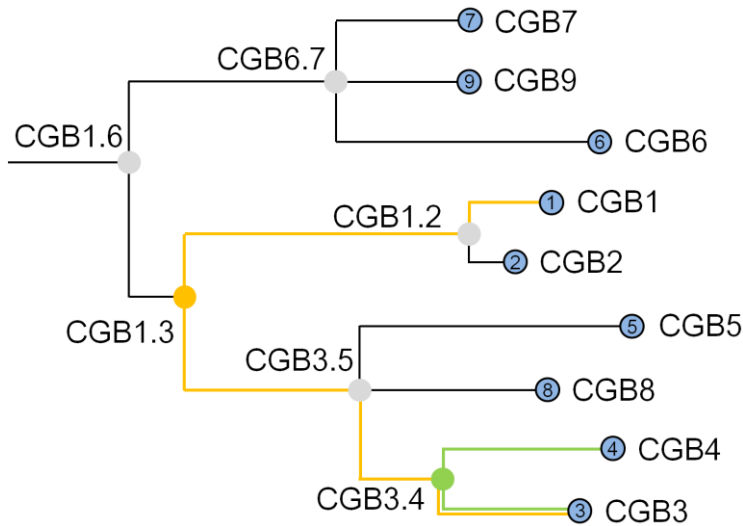 7 CGB7
CGB6.7
9 CGB9
CGB1.6
6 CGB6
1 CGB1
CGB1.2
2 CGB2
CGB1.3
5 CGB5
CGB3.5
8 CGB8
4 CGB4
CGB3.4
3 CGB3